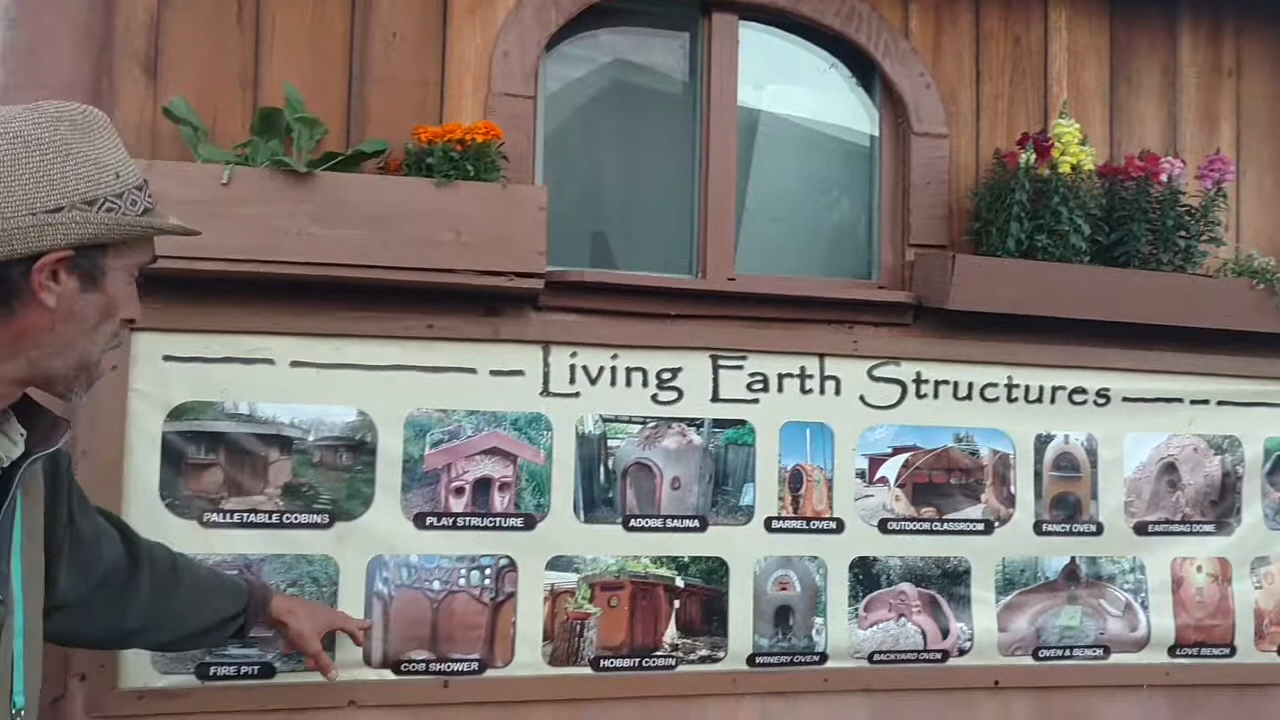 Living Earth Structures
PALLETABLE COBINS
PLAY STRUCTURE
ADOBE SAUNA
BARREL OVEN
OUTDOOR CLASSROOM
FANCY OVEN
EARTHBAG DOME
FIRE PIT
COB SHOWER
HOBBIT COBIN
WINERY OVEN
BACKYARD OVEN
OVEN & BENCH
LOVE BENCH